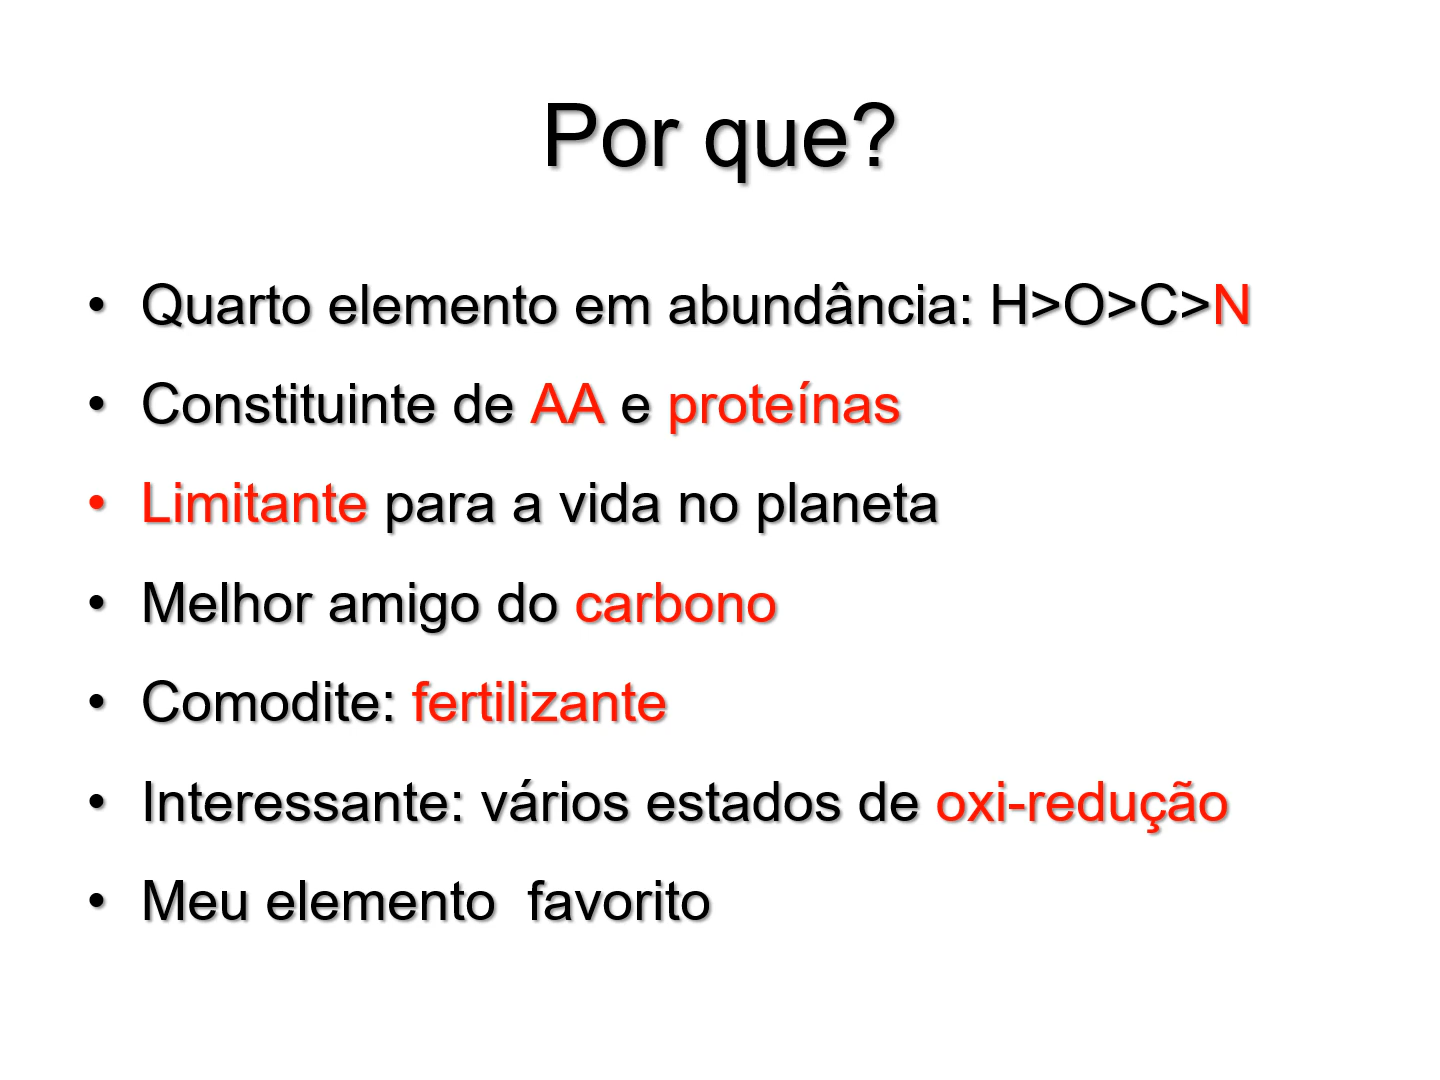 Por que?
• Quarto elemento em abundância: H>O>C>N
• Constituinte de AA e proteínas
• Limitante para a vida no planeta
• Melhor amigo do carbono
• Comodite: fertilizante
• Interessante: vários estados de oxi-redução
• Meu elemento  favorito